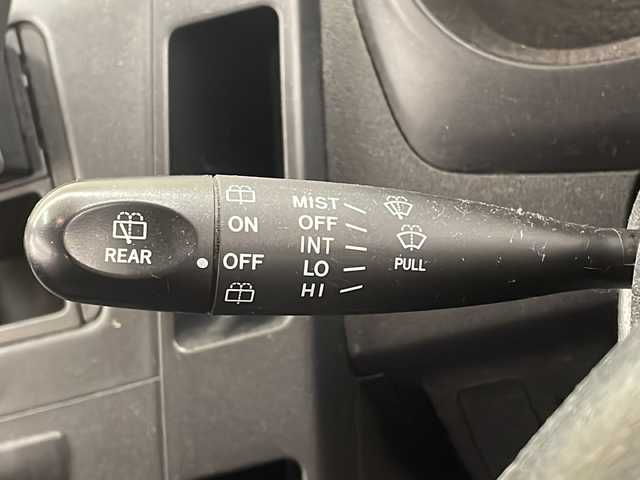 REAR
ON
OFF
MIST
OFF
INT
LO
HI
PULL